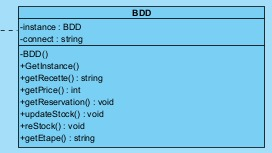 BDD
-instance : BDD
-connect : string
-BDD()
+GetInstance()
+getRecette() : string
+getPrice() : int
+getReservation() : void
+updateStock() : void
+reStock() : void
+getEtape() : string